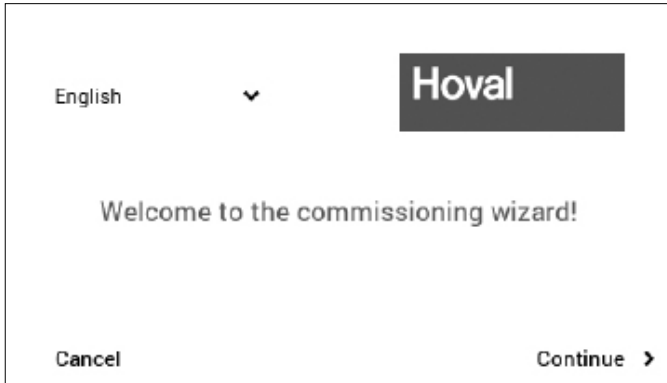 English
Hoval
Welcome to the commissioning wizard!
Cancel
Continue